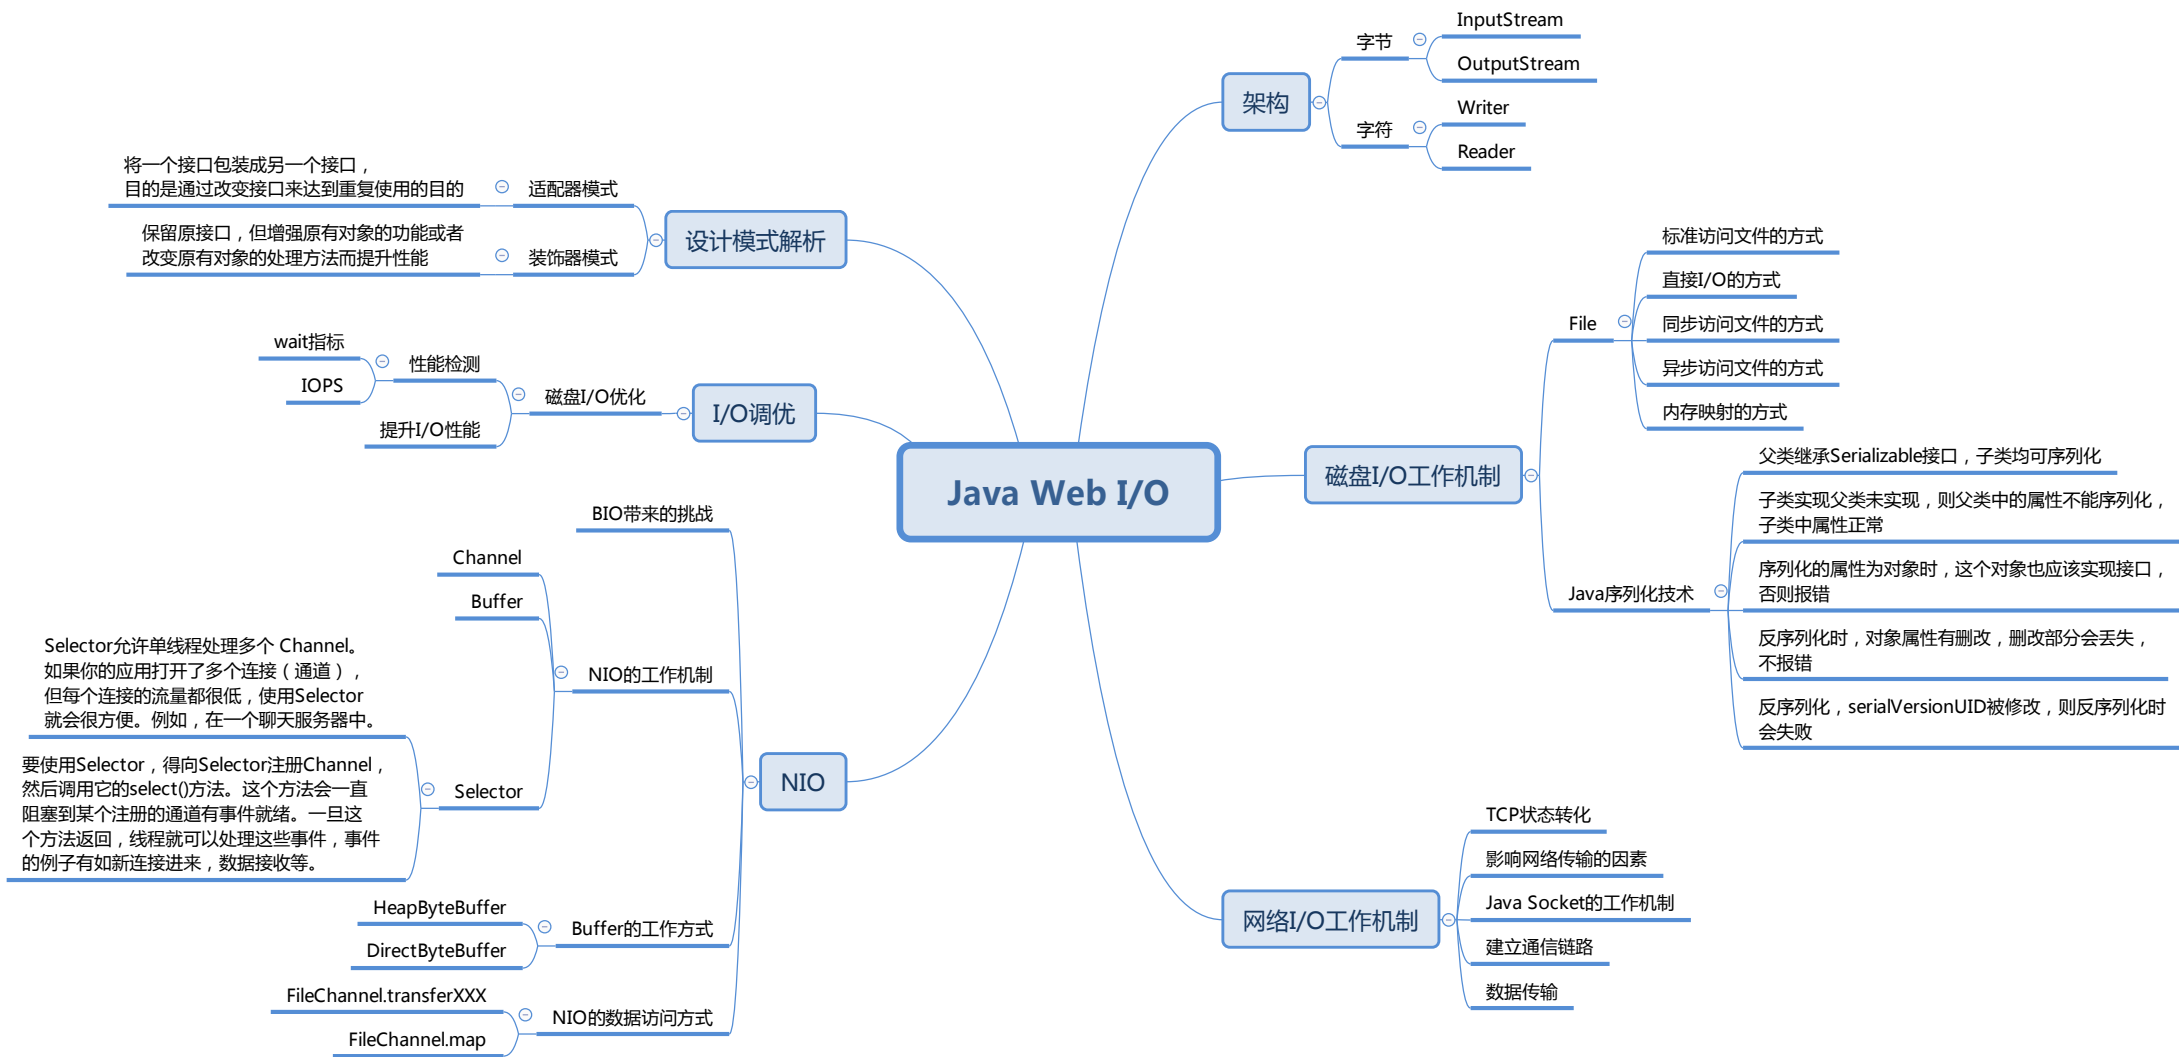 Java Web I/O
架构
字节
InputStream
OutputStream
字符
Writer
Reader
磁盘I/O工作机制
File
标准访问文件的方式
直接I/O的方式
同步访问文件的方式
异步访问文件的方式
内存映射的方式
Java序列化技术
父类继承Serializable接口，子类均可序列化
子类实现父类未实现，则父类中的属性不能序列化，
子类中属性正常
序列化的属性为对象时，这个对象也应该实现接口，
否则报错
反序列化时，对象属性有删改，删改部分会丢失，
不报错
反序列化，serialVersionUID被修改，则反序列化时
会失败
网络I/O工作机制
TCP状态转化
影响网络传输的因素
Java Socket的工作机制
建立通信链路
数据传输
设计模式解析
适配器模式
将一个接口包装成另一个接口，
目的是通过改变接口来达到重复使用的目的
装饰器模式
保留原接口，但增强原有对象的功能或者
改变原有对象的处理方法而提升性能
I/O调优
磁盘I/O优化
性能检测
wait指标
IOPS
提升I/O性能
NIO
BIO带来的挑战
NIO的工作机制
Channel
Buffer
Selector
Selector允许单线程处理多个 Channel。
如果你的应用打开了多个连接（通道），
但每个连接的流量都很低，使用Selector
就会很方便。例如，在一个聊天服务器中。
要使用Selector，得向Selector注册Channel，
然后调用它的select()方法。这个方法会一直
阻塞到某个注册的通道有事件就绪。一旦这
个方法返回，线程就可以处理这些事件，事件
的例子有如新连接进来，数据接收等。
Buffer的工作方式
HeapByteBuffer
DirectByteBuffer
NIO的数据访问方式
FileChannel.transferXXX
FileChannel.map